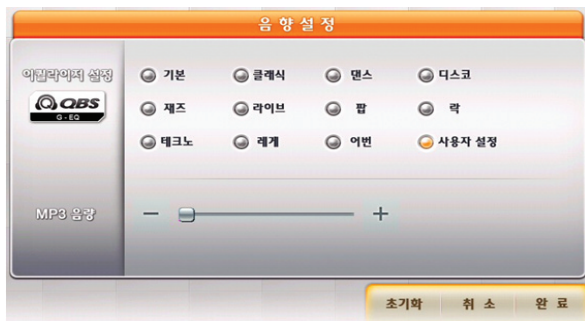 음 향 설 정
이퀄라이저 설정
QBS
G-EQ
기본 클래식 댄스 디스코
재즈 라이브 팝 락
테크노 레게 어번 사용자 설정
MP3 음량
초기화 취 소 완 료